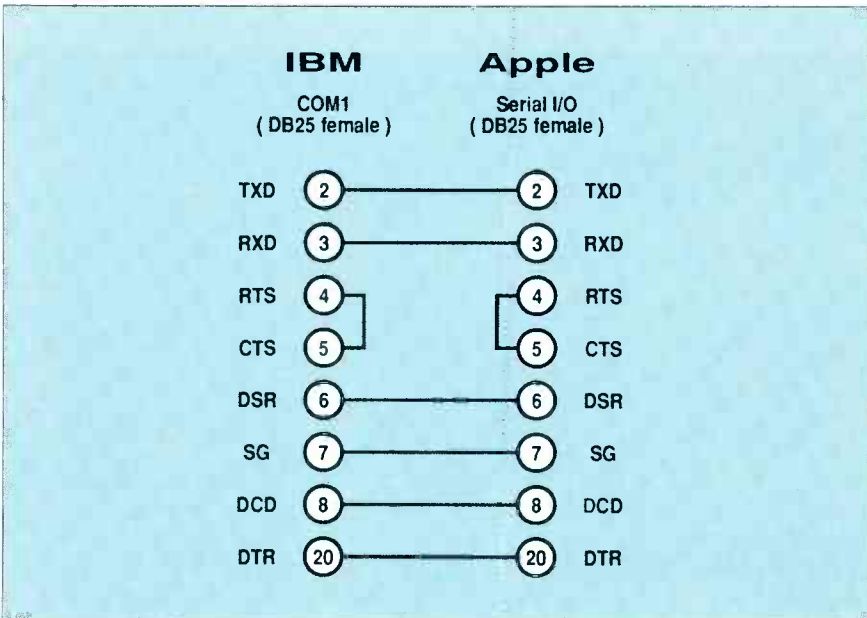 IBM Apple
COM1 Serial I/O
( DB25 female ) ( DB25 female )
TXD 2 2 TXD
RXD 3 3 RXD
RTS 4 4 RTS
CTS 5 5 CTS
DSR 6 6 DSR
SG 7 7 SG
DCD 8 8 DCD
DTR 20 20 DTR